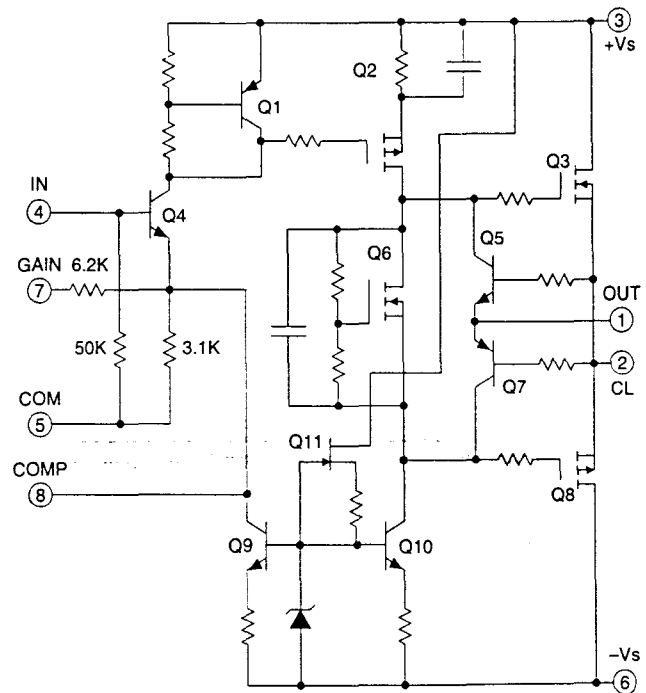 3
+Vs
Q2
Q1
Q3
IN
4
Q4
Q6
Q5
GAIN 6.2K
7
OUT
1
50K
3.1K
2
Q7
CL
COM
5
Q11
COMP
8
Q8
Q9
Q10
–Vs
6